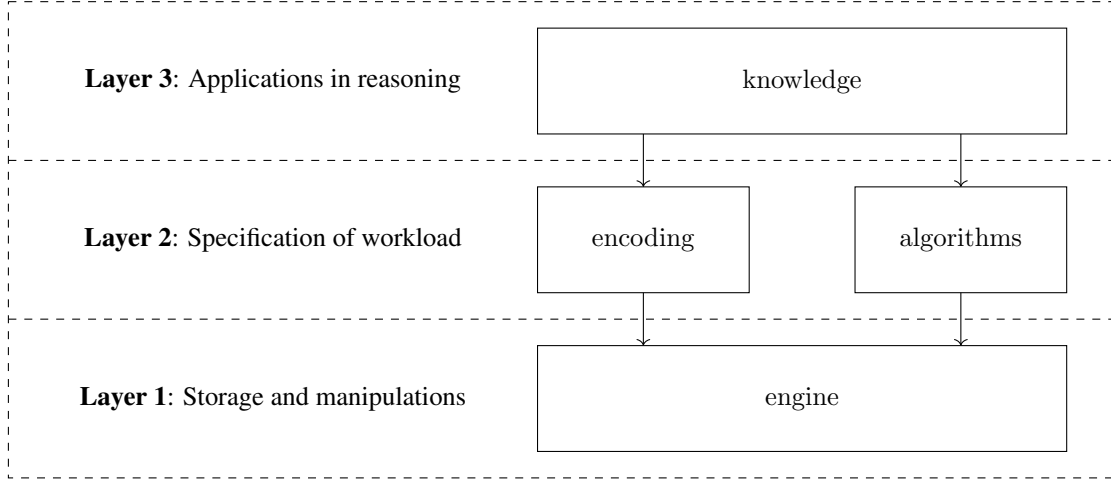 Layer 3: Applications in reasoning
knowledge
Layer 2: Specification of workload
encoding
algorithms
Layer 1: Storage and manipulations
engine